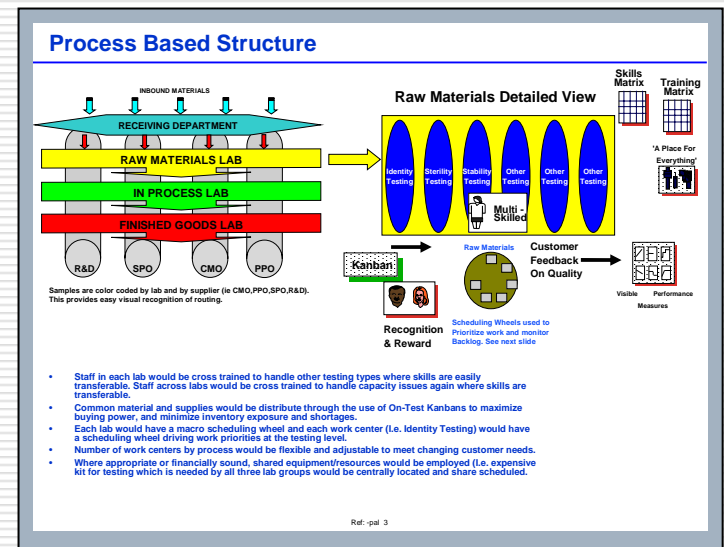 Process Based Structure
INBOUND MATERIALS
RECEIVING DEPARTMENT
RAW MATERIALS LAB
IN PROCESS LAB
FINISHED GOODS LAB
R&D
SPO
CMO
PPO
Samples are color coded by lab and by supplier (ie CMO,PPO,SPO,R&D).
This provides easy visual recognition of routing.
Raw Materials Detailed View
Identity
Testing
Sterility
Testing
Stability
Testing
Other
Testing
Other
Testing
Other
Testing
Multi -
Skilled
Skills
Matrix
Training
Matrix
'A Place For
Everything'
Kanban
Recognition
& Reward
Raw Materials
Scheduling Wheels used to
Prioritize work and monitor
Backlog. See next slide
Customer
Feedback
On Quality
Visible Performance
Measures
• Staff in each lab would be cross trained to handle other testing types where skills are easily
transferable. Staff across labs would be cross trained to handle capacity issues again where skills are
transferable.
• Common material and supplies would be distribute through the use of On-Test Kanbans to maximize
buying power, and minimize inventory exposure and shortages.
• Each lab would have a macro scheduling wheel and each work center (I.e. Identity Testing) would have
a scheduling wheel driving work priorities at the testing level.
• Number of work centers by process would be flexible and adjustable to meet changing customer needs.
• Where appropriate or financially sound, shared equipment/resources would be employed (I.e. expensive
kit for testing which is needed by all three lab groups would be centrally located and share scheduled.
Ref: -pal 3